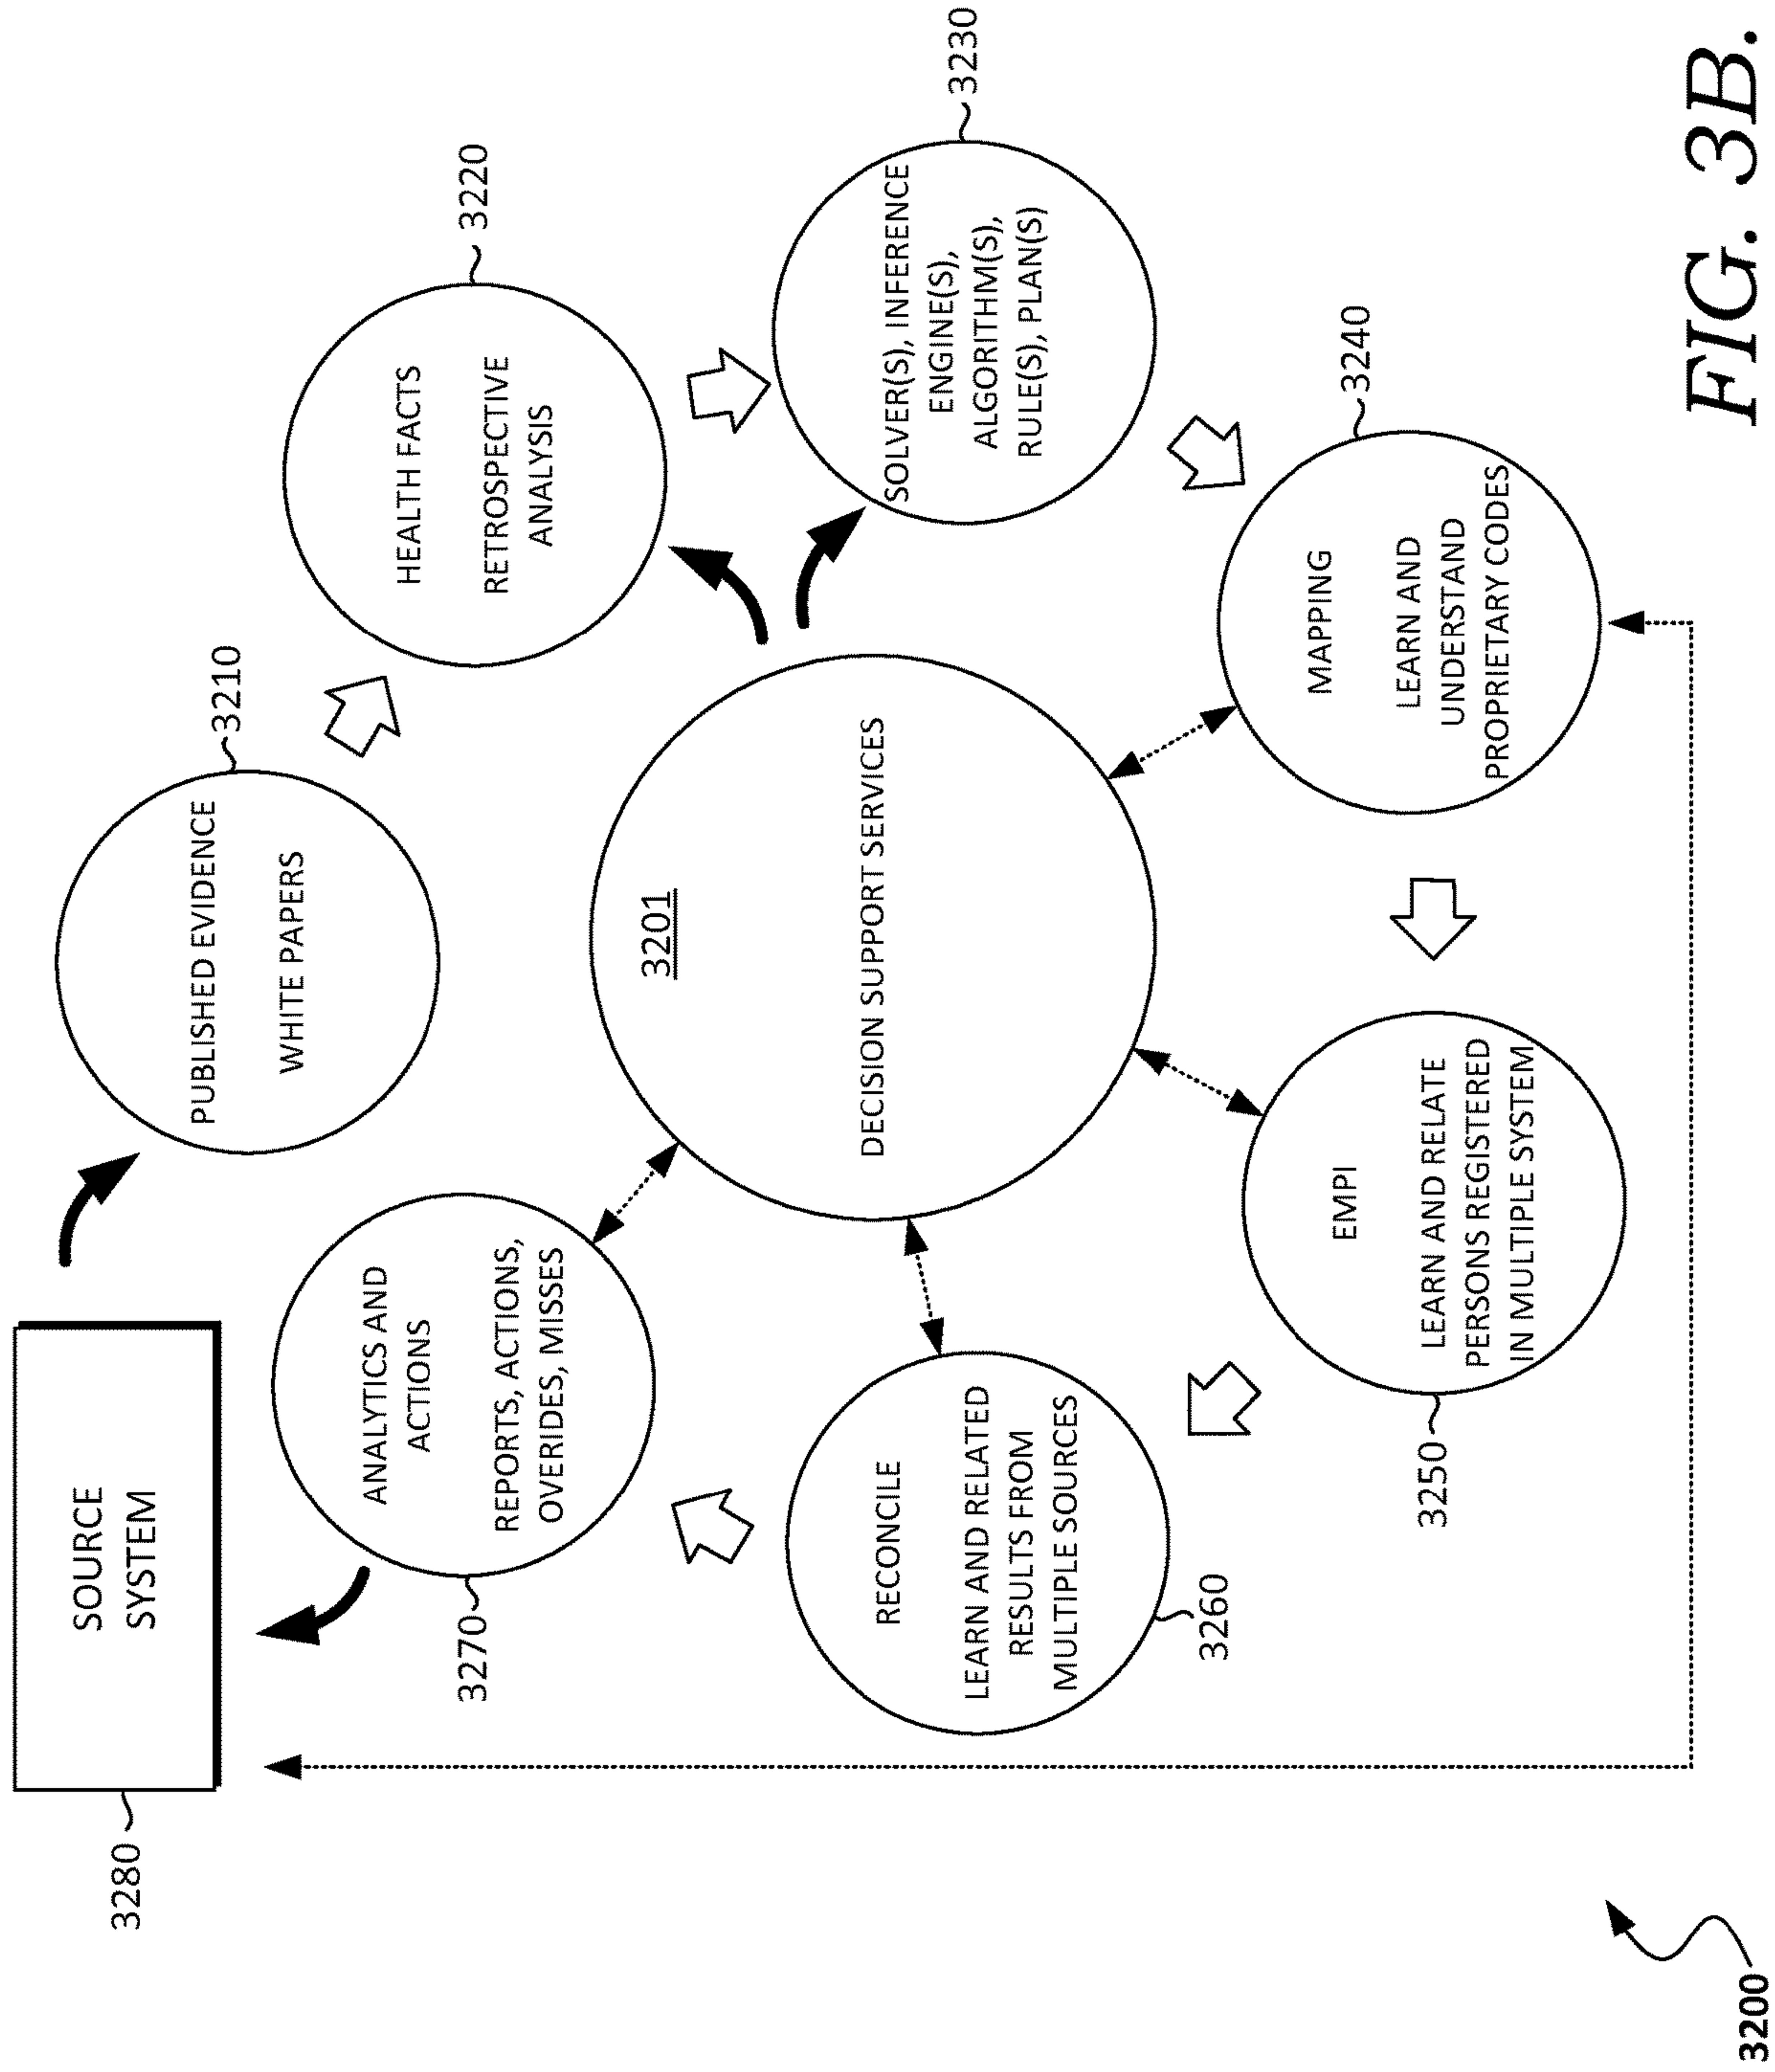 3280
SOURCE
SYSTEM
3210
PUBLISHED EVIDENCE
WHITE PAPERS
3220
HEALTH FACTS
RETROSPECTIVE
ANALYSIS
3230
SOLVER(S), INFERENCE
ENGINE(S),
ALGORITHM(S),
RULE(S), PLAN(S)
3240
MAPPING
LEARN AND
UNDERSTAND
PROPRIETARY CODES
3250
EMPI
LEARN AND RELATE
PERSONS REGISTERED
IN MULTIPLE SYSTEM
3260
RECONCILE
LEARN AND RELATED
RESULTS FROM
MULTIPLE SOURCES
3270
ANALYTICS AND
ACTIONS
REPORTS, ACTIONS,
OVERIDES, MISSES
3201
DECISION SUPPORT SERVICES
3200
FIG. 3B.